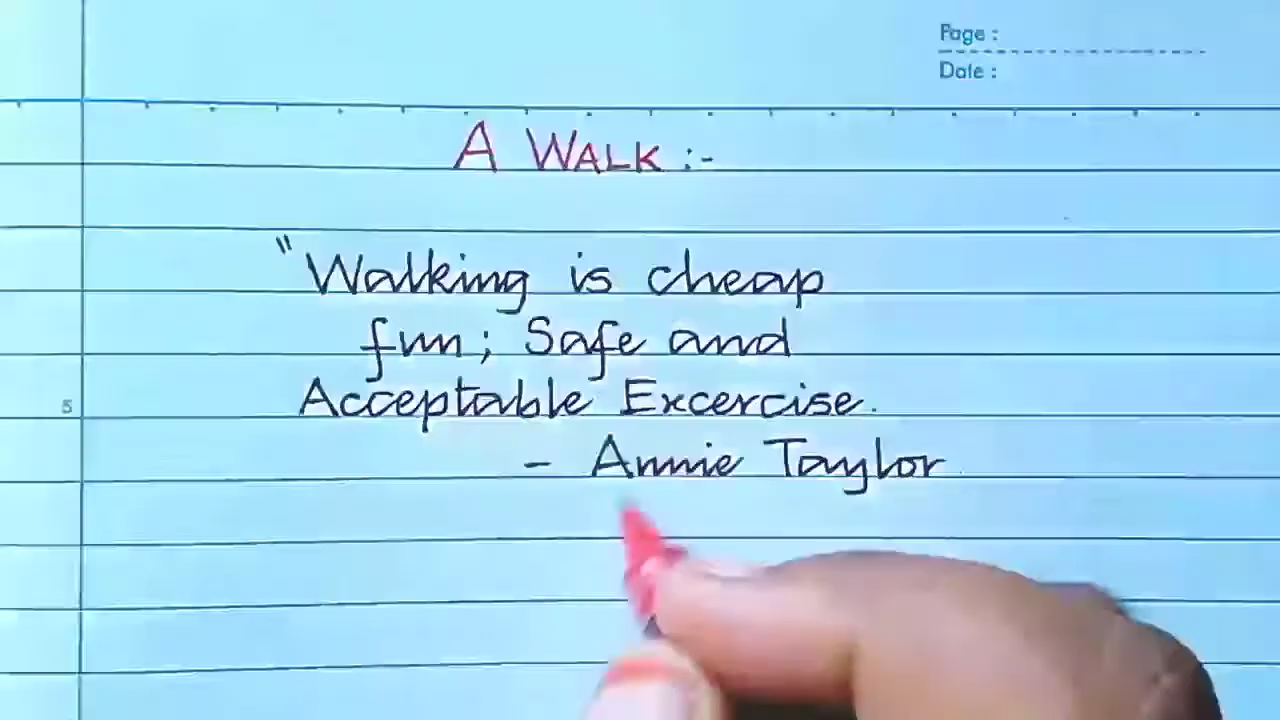 Page :
Date :
A WALK :-
"Walking is cheap
fun; Safe and
Acceptable Excercise.
5
- Annie Taylor